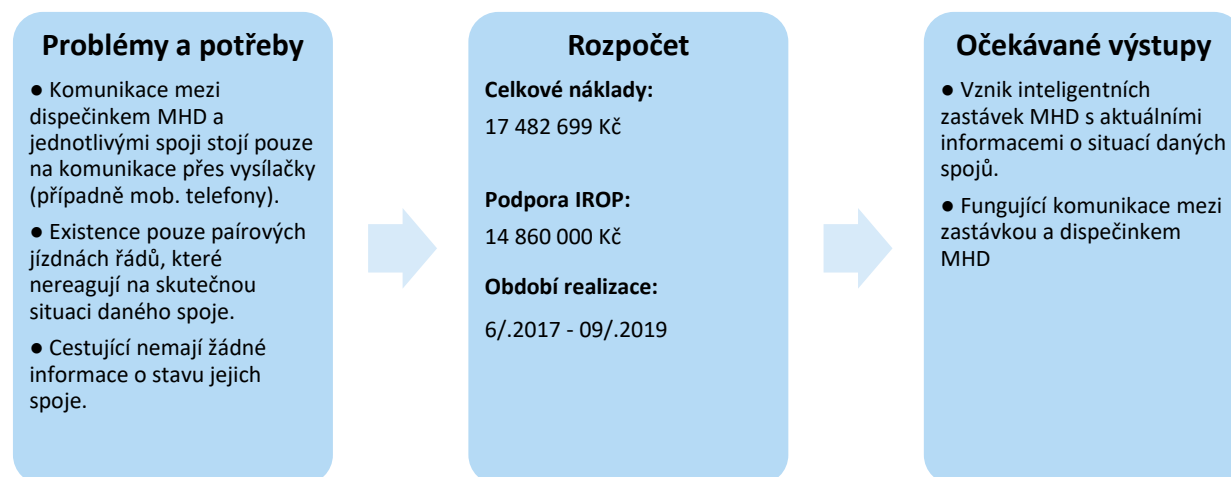 Problémy a potřeby
● Komunikace mezi
dispečinkem MHD a
jednotlivými spoji stojí pouze
na komunikace přes vysílačky
(případně mob. telefony).
● Existence pouze paírových
jízdnách řádů, které
nereagují na skutečnou
situaci daného spoje.
● Cestující nemají žádné
informace o stavu jejich
spoje.
Rozpočet
Celkové náklady:
17 482 699 Kč
Podpora IROP:
14 860 000 Kč
Období realizace:
6/.2017 - 09/.2019
Očekávané výstupy
● Vznik inteligentních
zastávek MHD s aktuálními
informacemi o situací daných
spojů.
● Fungující komunikace mezi
zastávkou a dispečinkem
MHD